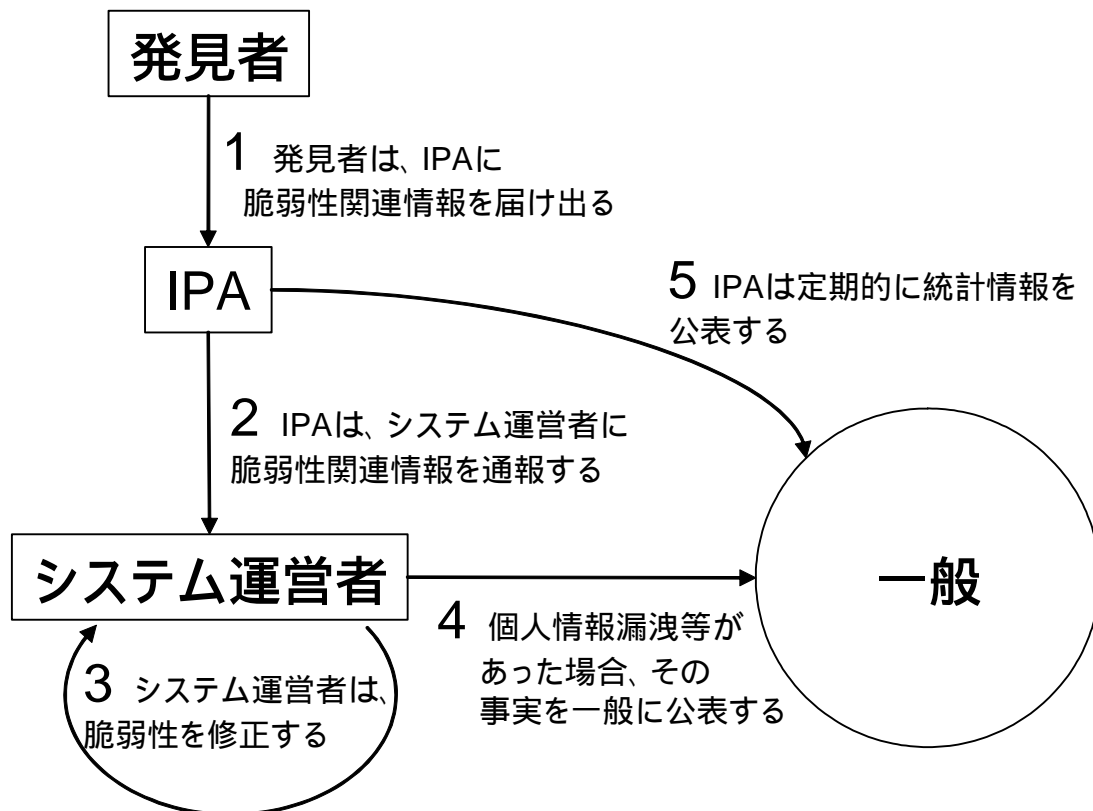 発見者
1 発見者は、IPAに
脆弱性関連情報を届け出る
IPA
5 IPAは定期的に統計情報を
公表する
2 IPAは、システム運営者に
脆弱性関連情報を通報する
システム運営者
一般
4 個人情報漏洩等が
あった場合、その
事実を一般に公表する
3 システム運営者は、
脆弱性を修正する